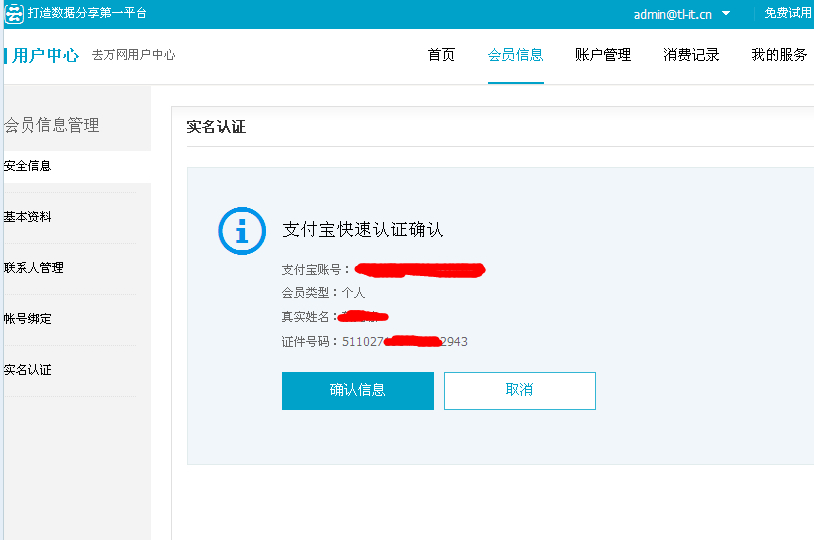 打造数据分享第一平台
admin@tl-it.cn
免费试用
用户中心
去万网用户中心
首页
会员信息
账户管理
消费记录
我的服务
会员信息管理
安全信息
基本资料
联系人管理
帐号绑定
实名认证
实名认证
支付宝快速认证确认
支付宝账号：
会员类型：个人
真实姓名：
证件号码：511027 2943
确认信息
取消